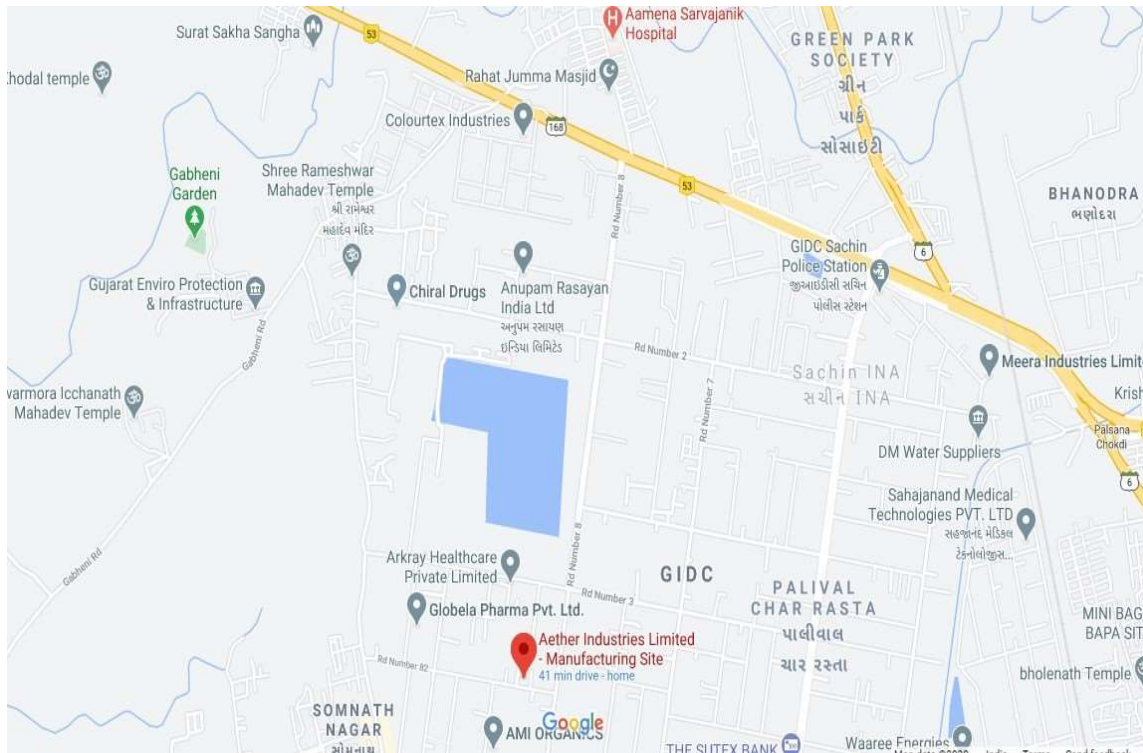 Surat Sakha Sangha
53
Aamena Sarvajanik
Hospital
GREEN PARK
SOCIETY
ગ્રીન
પાર્ક
સોસાઇટી
Khodal temple
Rahat Jumma Masjid
Colourtex Industries
168
53
Gabheni
Garden
Shree Rameshwar
Mahadev Temple
શ્રી રામેશ્વર
મહાદેવ મંદિર
Rd Number 8
BHANODRA
ભણોદરા
GIDC Sachin
Police Station
જીઆઇડીસી સચિન
પોલીસ સ્ટેશન
6
Gujarat Enviro Protection
& Infrastructure
Chiral Drugs
Anupam Rasayan
India Ltd
અનુપમ રસાયણ
ઇન્ડિયા લિમિટેડ
Gabheni Rd
Rd Number 2
Rd Number 7
Sachin INA
સચીન INA
Meera Industries Limit
Krish
varmora Icchanath
Mahadev Temple
Palsana
Chokdi
DM Water Suppliers
6
Sahajanand Medical
Technologies PVT. LTD
સહજાનંદ મેડિકલ
ટેકનોલોજીસ...
Gabheni Rd
Rd Number 8
Arkray Healthcare
Private Limited
GIDC
Rd Number 3
PALIVAL
CHAR RASTA
પાલીવાલ
ચાર રસ્તા
Globela Pharma Pvt. Ltd.
MINI BAG
BAPA SIT
Aether Industries Limited
- Manufacturing Site
41 min drive - home
Rd Number 82
bholenath Temple
SOMNATH
NAGAR
સોમનાથ
AMI ORGANICS
Google
THE SUTEX BANK
Waaree Energies